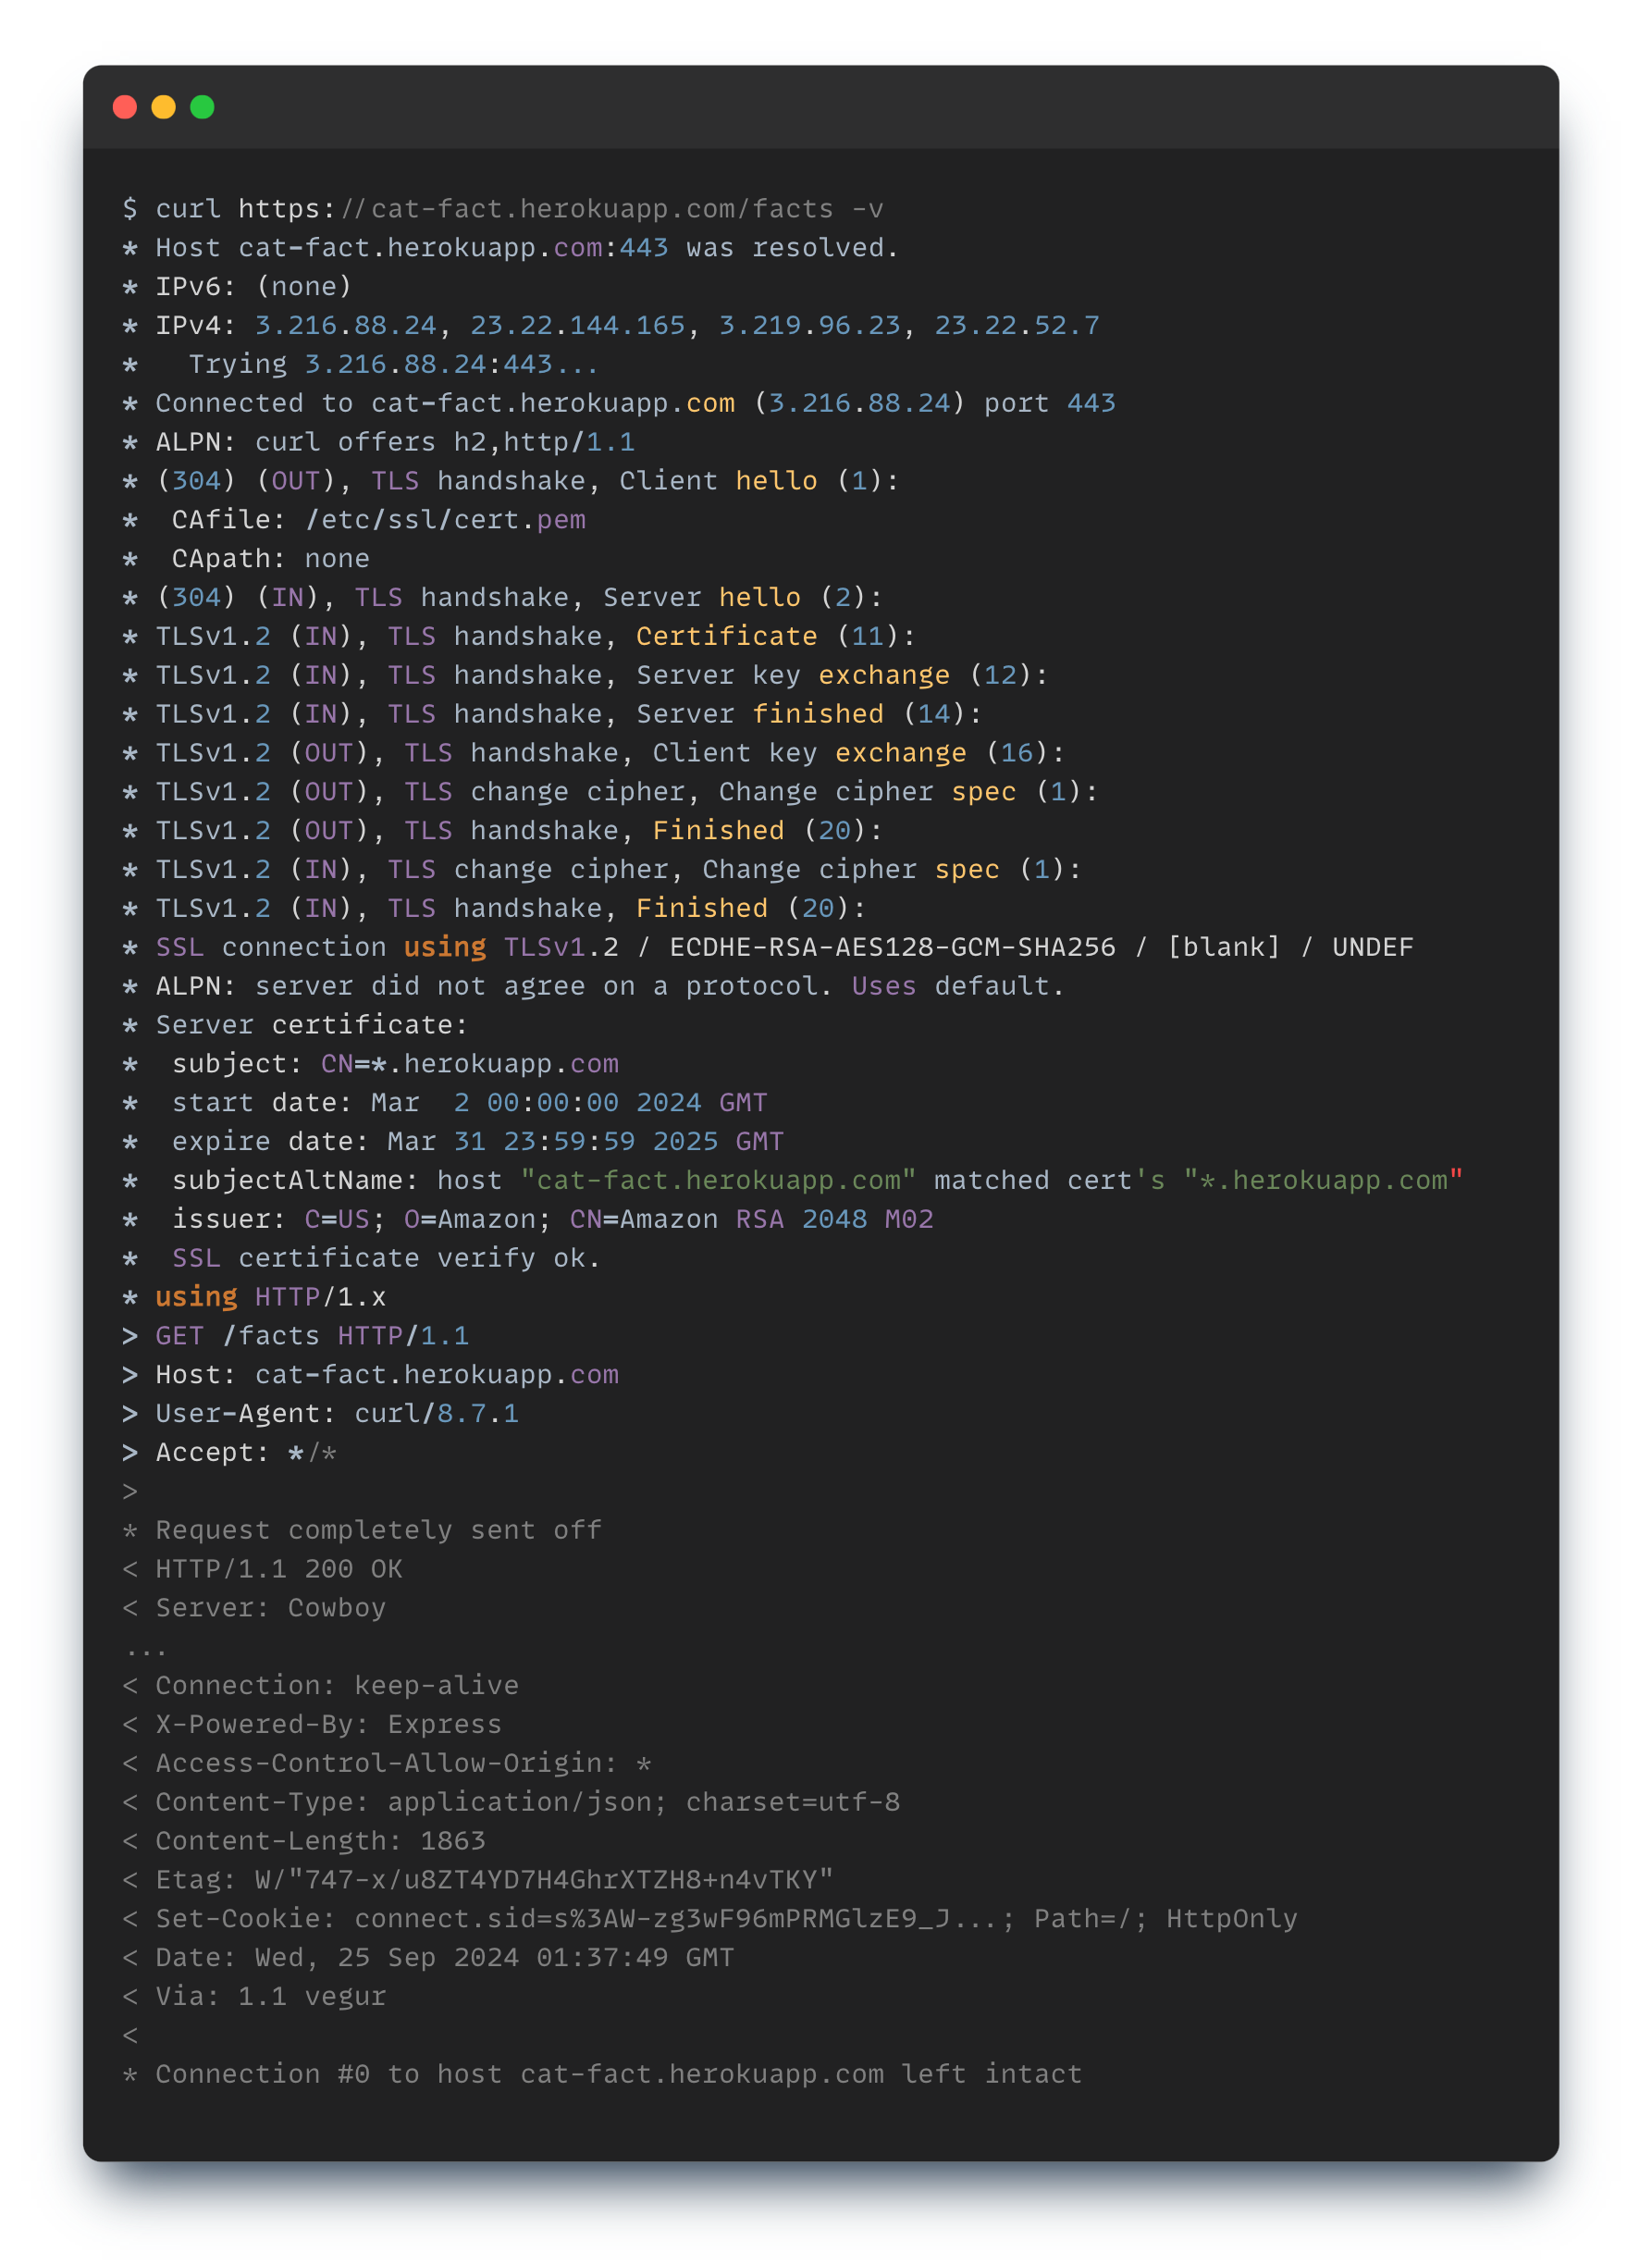 $ curl https://cat-fact.herokuapp.com/facts -v
* Host cat-fact.herokuapp.com:443 was resolved.
* IPv6: (none)
* IPv4: 3.216.88.24, 23.22.144.165, 3.219.96.23, 23.22.52.7
*   Trying 3.216.88.24:443...
* Connected to cat-fact.herokuapp.com (3.216.88.24) port 443
* ALPN: curl offers h2,http/1.1
* (304) (OUT), TLS handshake, Client hello (1):
*  CAfile: /etc/ssl/cert.pem
*  CApath: none
* (304) (IN), TLS handshake, Server hello (2):
* TLSv1.2 (IN), TLS handshake, Certificate (11):
* TLSv1.2 (IN), TLS handshake, Server key exchange (12):
* TLSv1.2 (IN), TLS handshake, Server finished (14):
* TLSv1.2 (OUT), TLS handshake, Client key exchange (16):
* TLSv1.2 (OUT), TLS change cipher, Change cipher spec (1):
* TLSv1.2 (OUT), TLS handshake, Finished (20):
* TLSv1.2 (IN), TLS change cipher, Change cipher spec (1):
* TLSv1.2 (IN), TLS handshake, Finished (20):
* SSL connection using TLSv1.2 / ECDHE-RSA-AES128-GCM-SHA256 / [blank] / UNDEF
* ALPN: server did not agree on a protocol. Uses default.
* Server certificate:
*  subject: CN=*.herokuapp.com
*  start date: Mar  2 00:00:00 2024 GMT
*  expire date: Mar 31 23:59:59 2025 GMT
*  subjectAltName: host "cat-fact.herokuapp.com" matched cert's "*.herokuapp.com"
*  issuer: C=US; O=Amazon; CN=Amazon RSA 2048 M02
*  SSL certificate verify ok.
* using HTTP/1.x
> GET /facts HTTP/1.1
> Host: cat-fact.herokuapp.com
> User-Agent: curl/8.7.1
> Accept: */*
>
* Request completely sent off
< HTTP/1.1 200 OK
< Server: Cowboy
...
< Connection: keep-alive
< X-Powered-By: Express
< Access-Control-Allow-Origin: *
< Content-Type: application/json; charset=utf-8
< Content-Length: 1863
< Etag: W/"747-x/u8ZT4YD7H4GhrXTZH8+n4vTKY"
< Set-Cookie: connect.sid=s%3AW-zg3wF96mPRMGlzE9_J...; Path=/; HttpOnly
< Date: Wed, 25 Sep 2024 01:37:49 GMT
< Via: 1.1 vegur
<
* Connection #0 to host cat-fact.herokuapp.com left intact